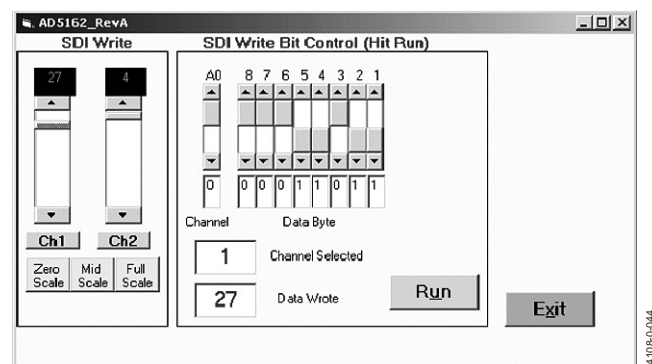 AD5162_RevA
SDI Write
SDI Write Bit Control (Hit Run)
27 4
A0 8 7 6 5 4 3 2 1
0 0 0 0 1 1 0 1 1
Channel Data Byte
Ch1 Ch2
1 Channel Selected
Zero Scale Mid Scale Full Scale
27 Data Wrote
Run
Exit
04108-0-044